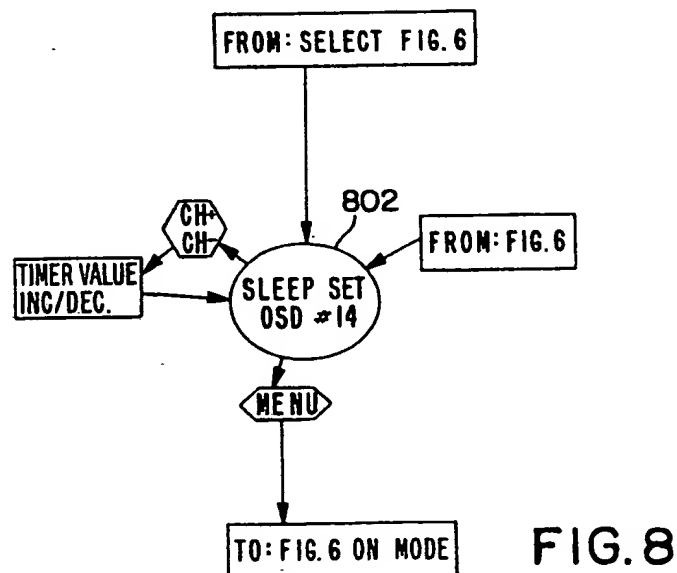 FROM: SELECT FIG. 6
802
CH+
CH-
FROM: FIG. 6
TIMER VALUE
INC/DEC.
SLEEP SET
OSD #14
MENU
TO: FIG. 6 ON MODE
FIG. 8